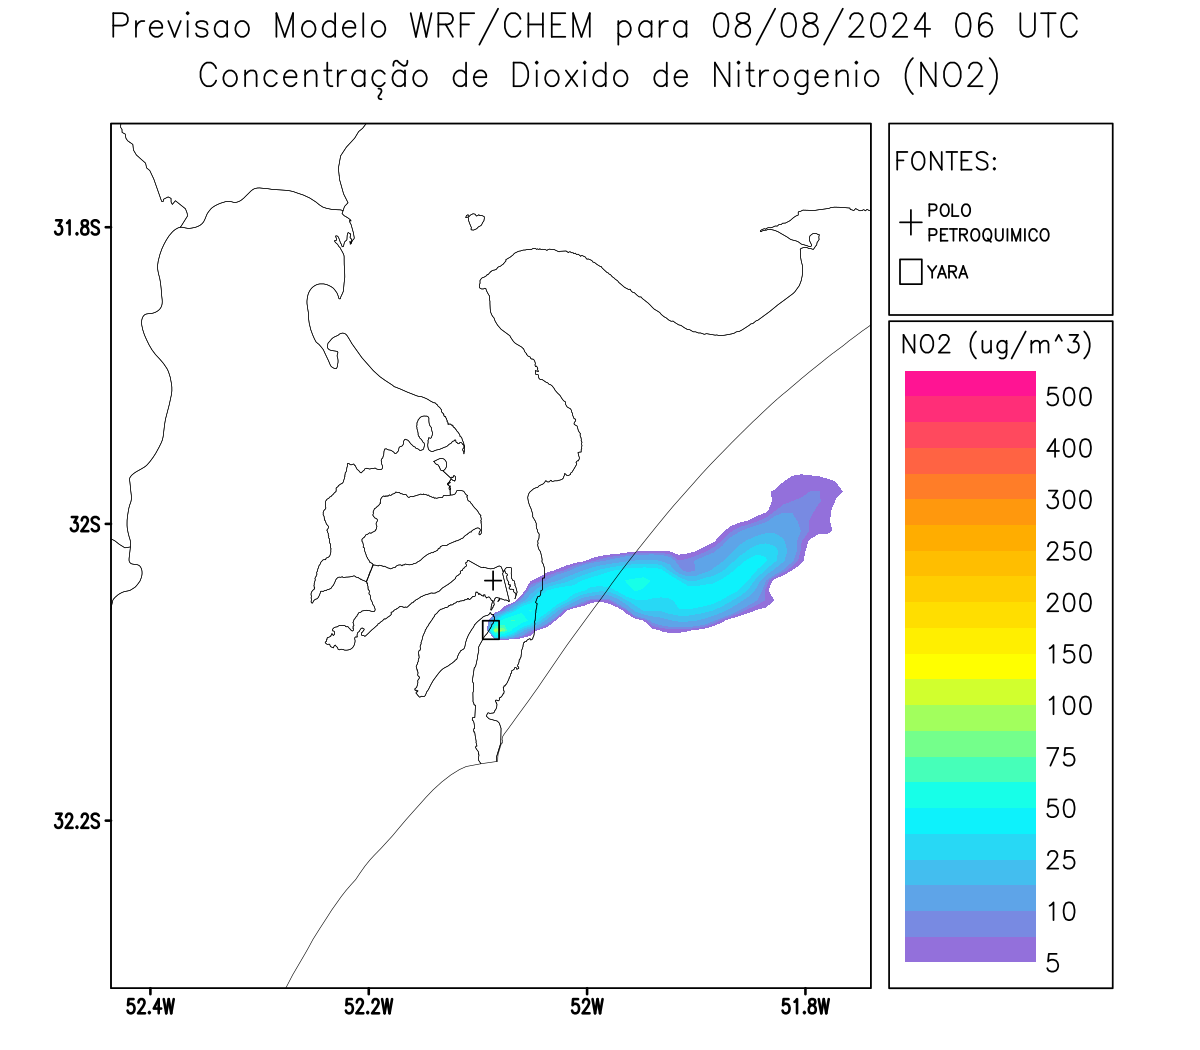 Previsao Modelo WRF/CHEM para 08/08/2024 06 UTC
Concentração de Dioxido de Nitrogenio (NO2)
FONTES:
POLO
PETROQUIMICO
YARA
NO2 (ug/m^3)
500
400
300
250
200
150
100
75
50
25
10
5
31.8S
32S
32.2S
52.4W
52.2W
52W
51.8W